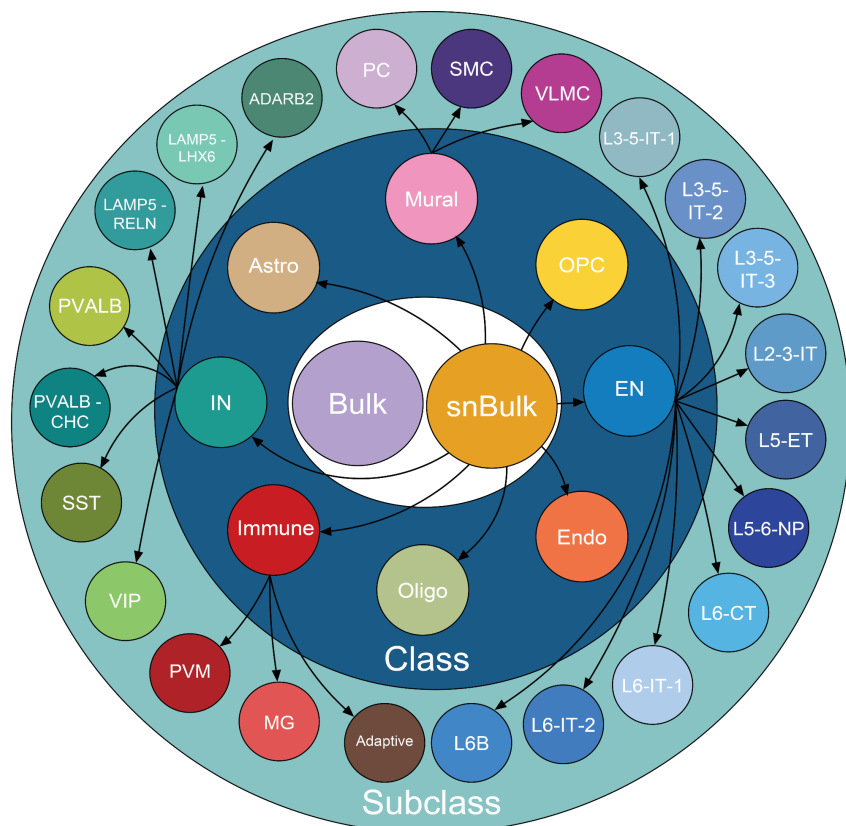 PC
SMC
VLMC
ADARB2
LAMP5 -
LHX6
L3-5-IT-1
LAMP5 -
RELN
L3-5-
IT-2
Mural
Astro
OPC
L3-5-
IT-3
PVALB
L2-3-IT
IN
Bulk
snBulk
EN
PVALB -
CHC
L5-ET
SST
Immune
Endo
L5-6-NP
VIP
Oligo
L6-CT
Class
PVM
L6-IT-1
MG
Adaptive
L6B
L6-IT-2
Subclass